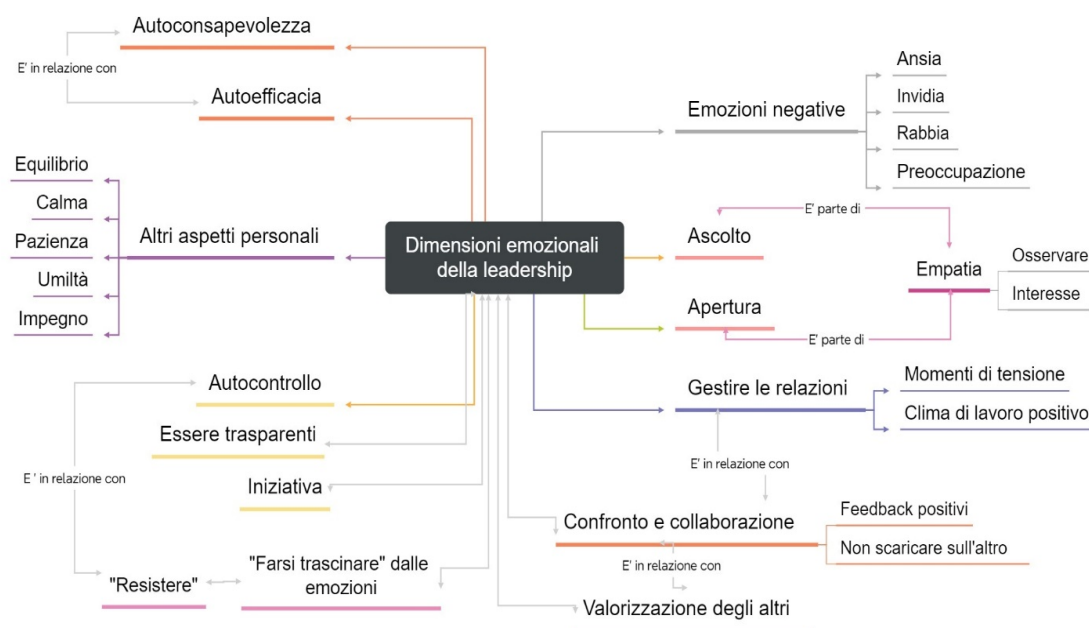 Autoconsapevolezza
E' in relazione con
Autoefficacia
Equilibrio
Calma
Pazienza
Umiltà
Impegno
Altri aspetti personali
Dimensioni emozionali
della leadership
Emozioni negative
Ansia
Invidia
Rabbia
Preoccupazione
E' parte di
Ascolto
Apertura
E' parte di
Empatia
Osservare
Interesse
Gestire le relazioni
Momenti di tensione
Clima di lavoro positivo
E' in relazione con
Confronto e collaborazione
Feedback positivi
Non scaricare sull'altro
E' in relazione con
Valorizzazione degli altri
Autocontrollo
Essere trasparenti
E ' in relazione con
Iniziativa
"Resistere"
"Farsi trascinare" dalle
emozioni